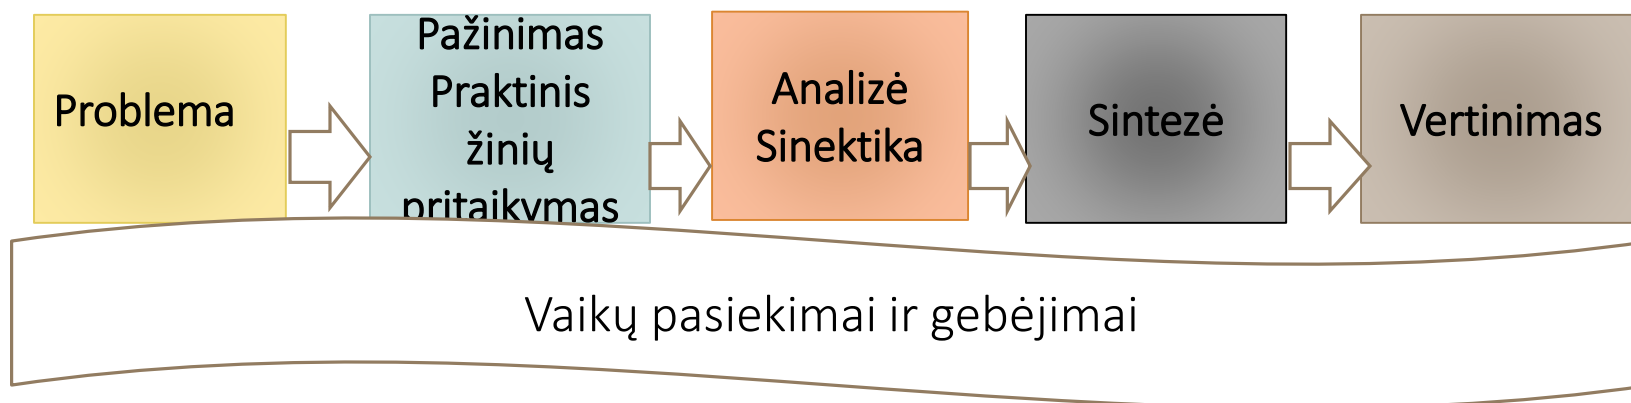 Problema
Pažinimas
Praktinis
žinių
pritaikymas
Analizė
Sinektika
Sintezė
Vertinimas
Vaikų pasiekimai ir gebėjimai